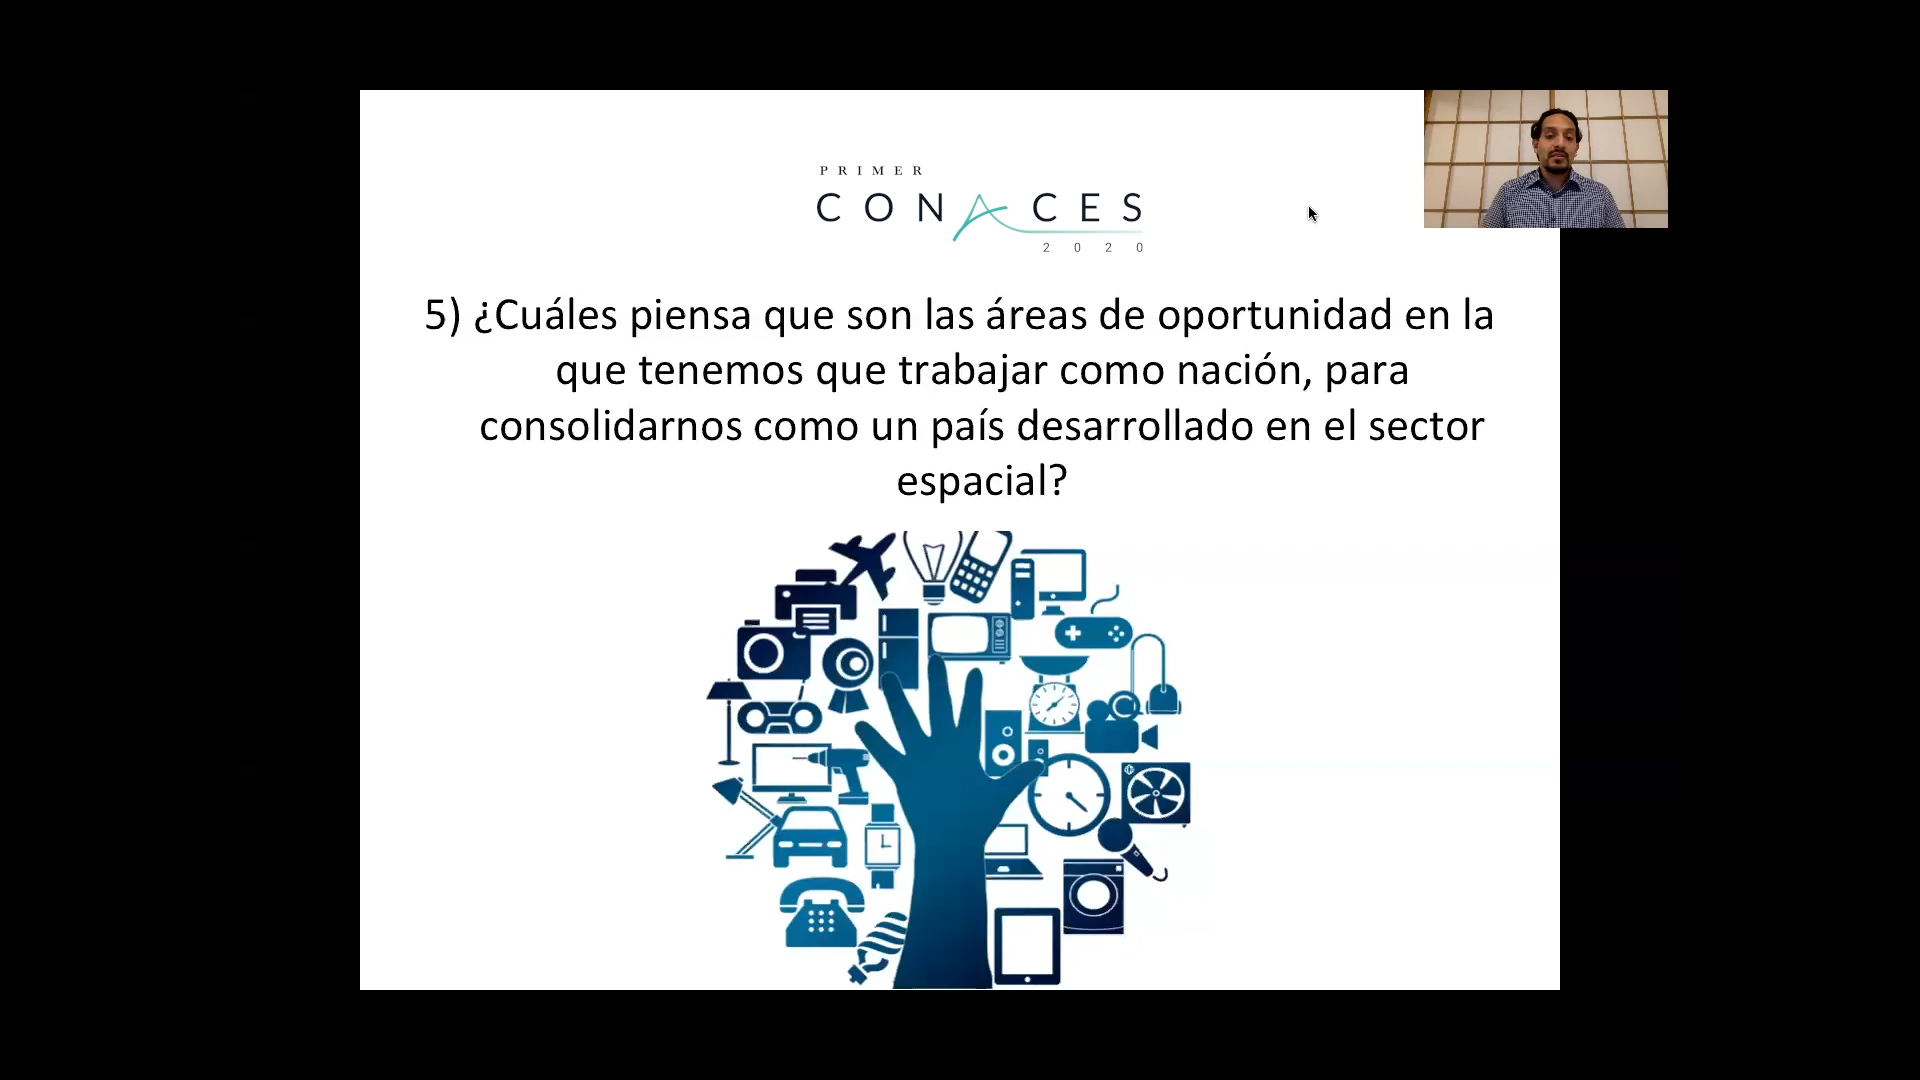 PRIMER
CONACES
2020
5) ¿Cuáles piensa que son las áreas de oportunidad en la
que tenemos que trabajar como nación, para
consolidarnos como un país desarrollado en el sector
espacial?